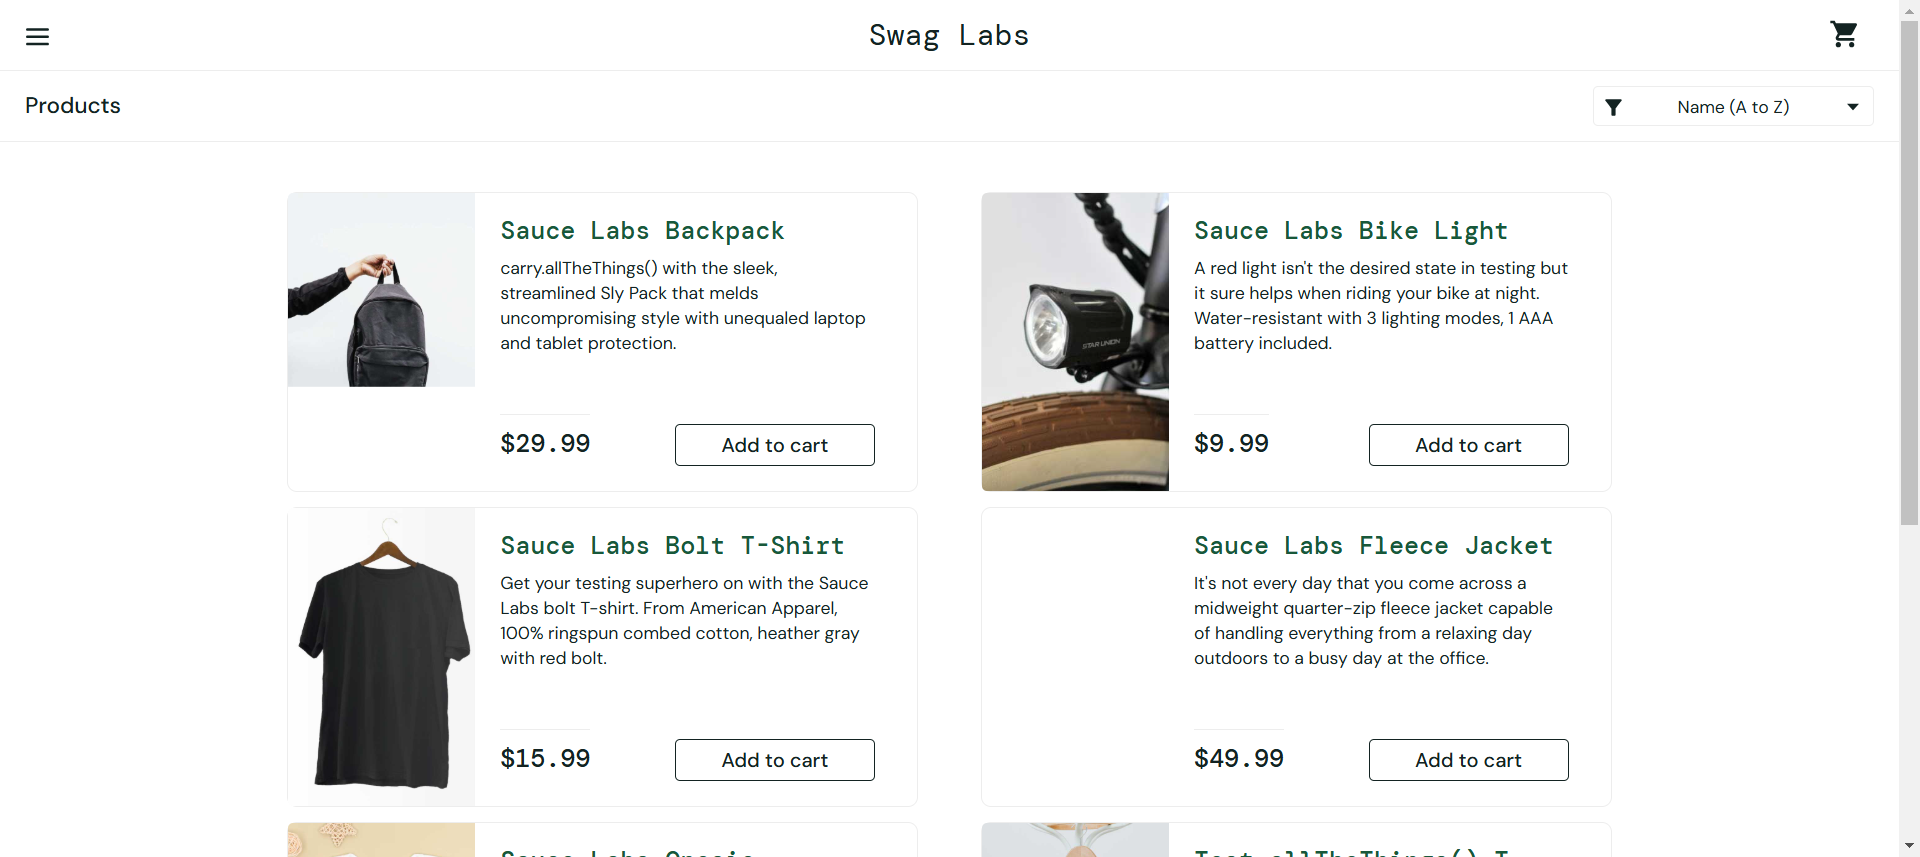 Swag Labs
Products
Name (A to Z)
Sauce Labs Backpack
carry.allTheThings() with the sleek,
streamlined Sly Pack that melds
uncompromising style with unequaled laptop
and tablet protection.
$29.99
Add to cart
Sauce Labs Bike Light
A red light isn't the desired state in testing but
it sure helps when riding your bike at night.
Water-resistant with 3 lighting modes, 1 AAA
battery included.
STAR UNION
$9.99
Add to cart
Sauce Labs Bolt T-Shirt
Get your testing superhero on with the Sauce
Labs bolt T-shirt. From American Apparel,
100% ringspun combed cotton, heather gray
with red bolt.
$15.99
Add to cart
Sauce Labs Fleece Jacket
It's not every day that you come across a
midweight quarter-zip fleece jacket capable
of handling everything from a relaxing day
outdoors to a busy day at the office.
$49.99
Add to cart
Sauce Labs Onesie
Test.allTheThings() T